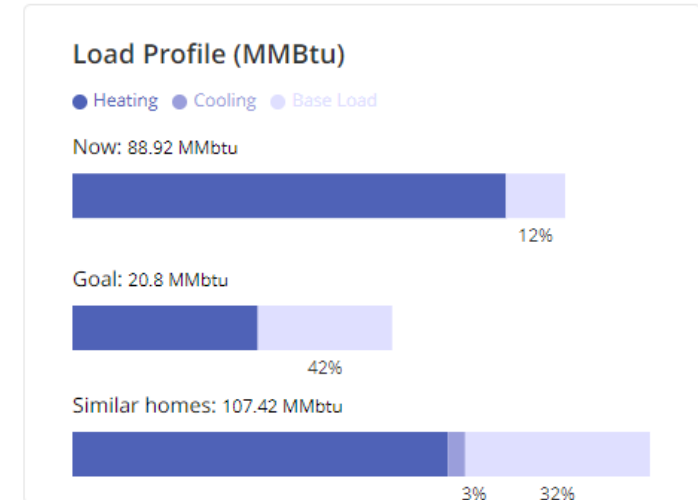 Load Profile (MMBtu)
Heating Cooling Base Load
Now: 88.92 MMbtu
12%
Goal: 20.8 MMbtu
42%
Similar homes: 107.42 MMbtu
3% 32%